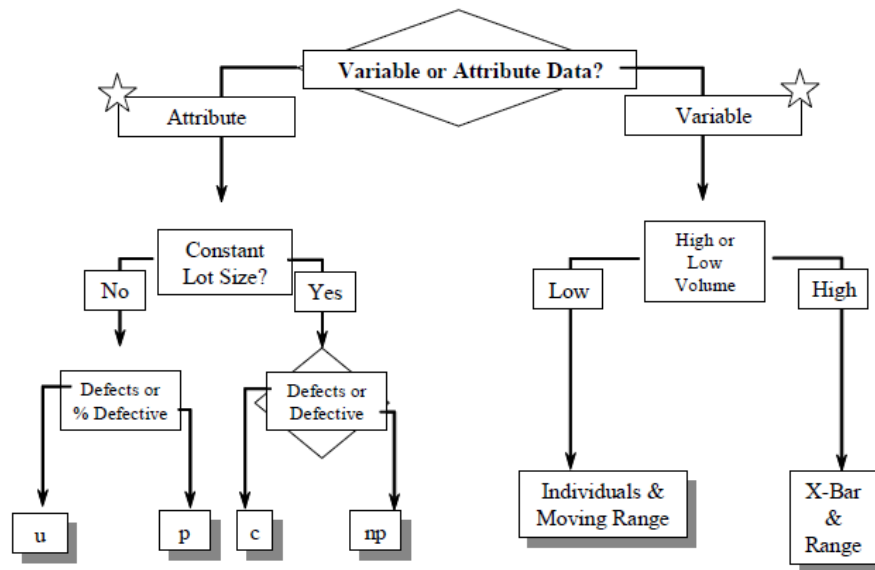 Variable or Attribute Data?
Attribute
Variable
Constant
Lot Size?
High or
Low
Volume
No
Yes
Low
High
Defects or
% Defective
Defects or
Defective
Individuals &
Moving Range
X-Bar
&
Range
u
p
c
np